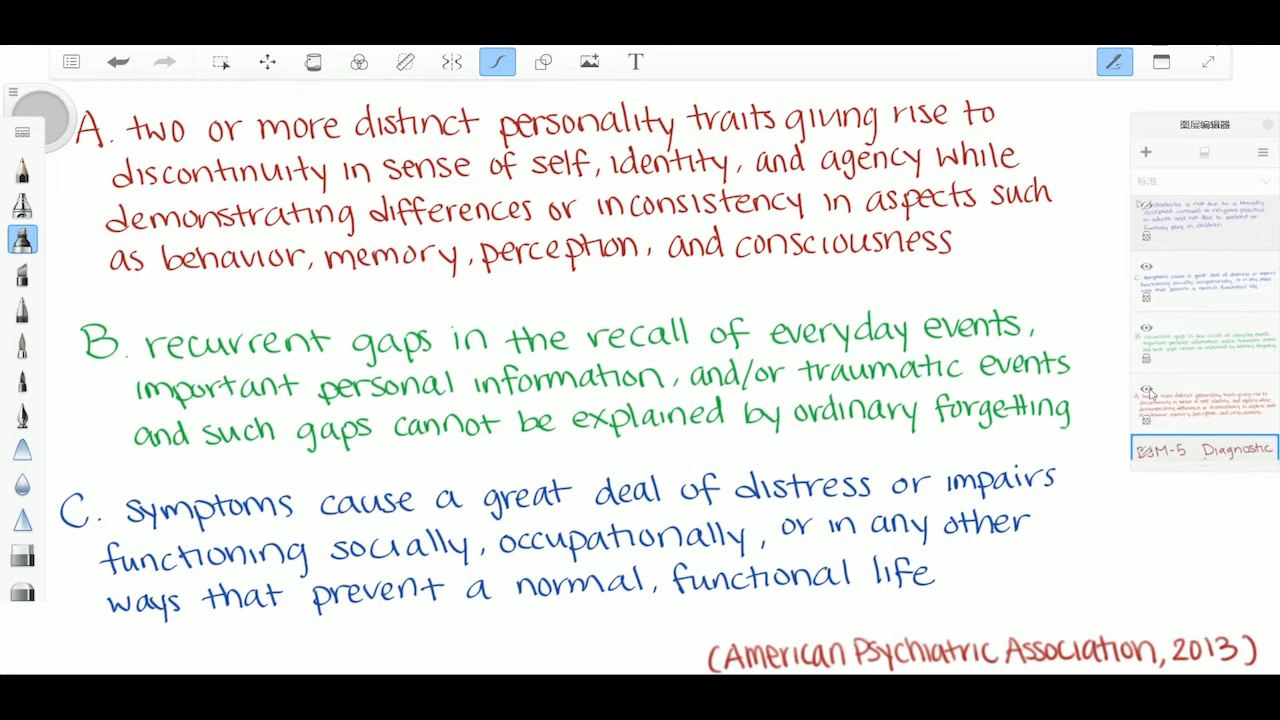 T
A. two or more distinct personality traits giving rise to
discontinuity in sense of self, identity, and agency while
demonstrating differences or inconsistency in aspects such
as behavior, memory, perception, and consciousness
B. recurrent gaps in the recall of everyday events,
important personal information, and/or traumatic events
and such gaps cannot be explained by ordinary forgetting
C. symptoms cause a great deal of distress or impairs
functioning socially, occupationally, or in any other
ways that prevent a normal, functional life
(American Psychiatric Association, 2013)
图层编辑器
标准
M-5 Diagnostic